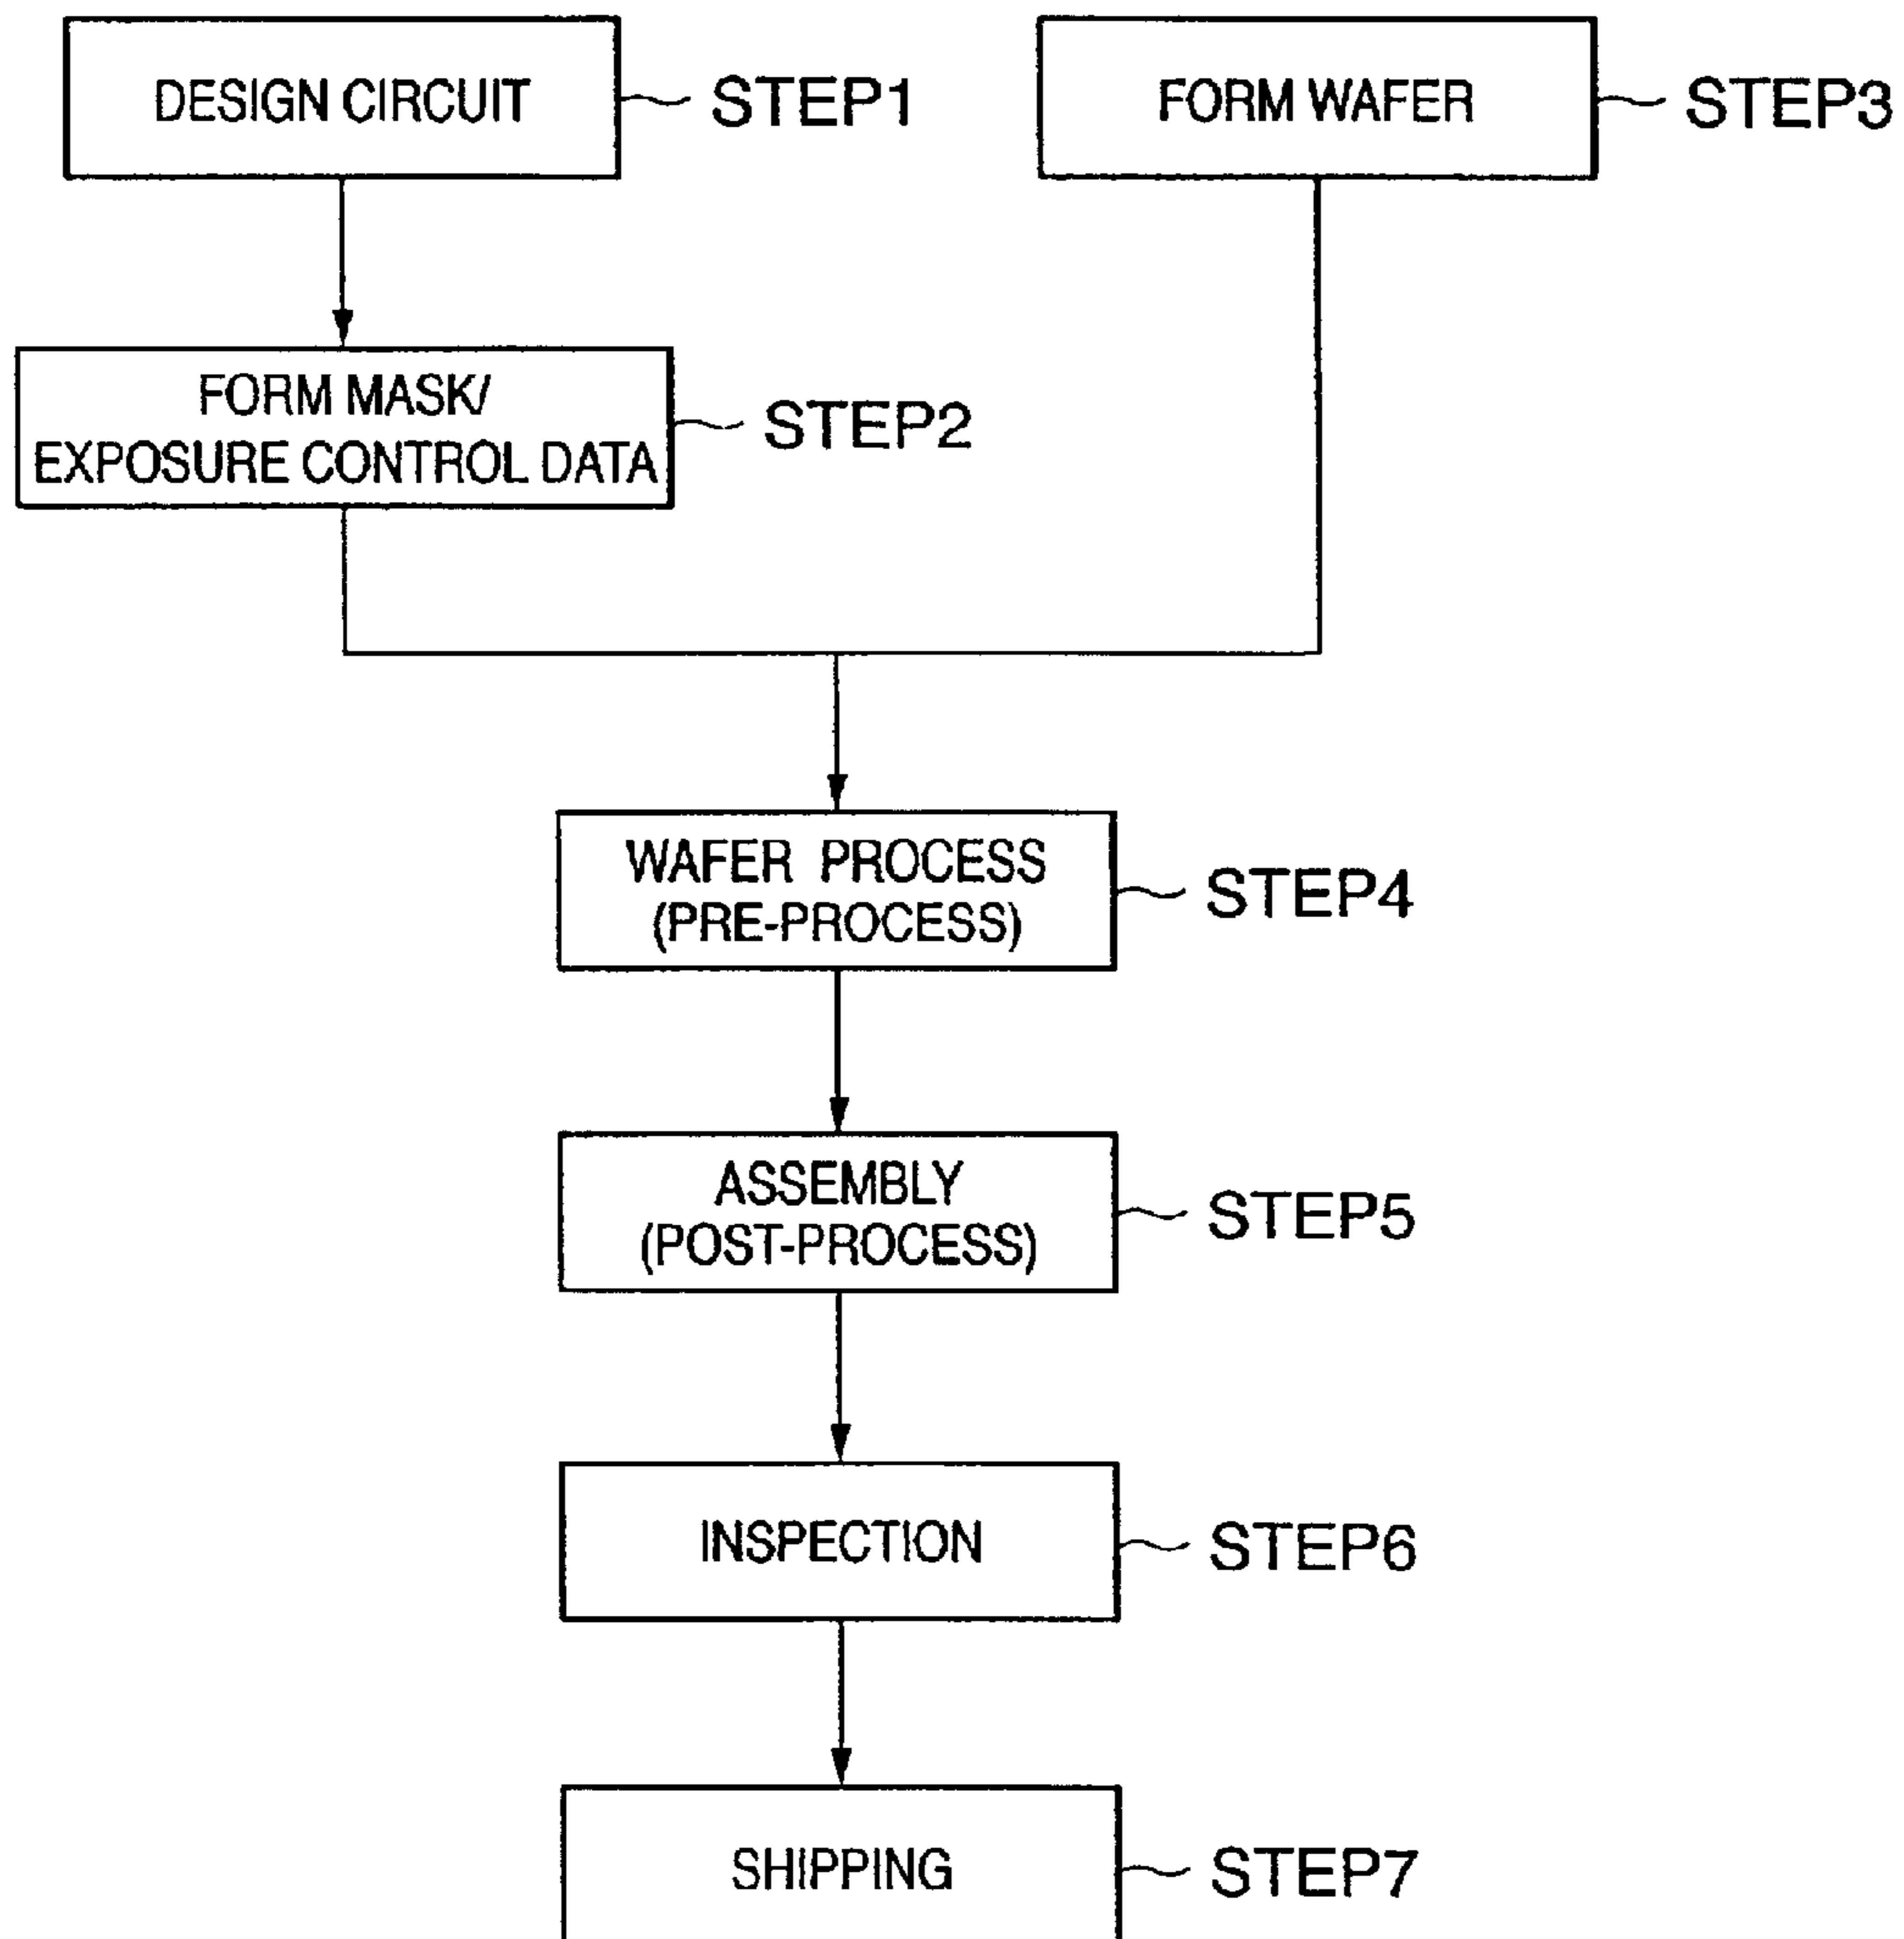 DESIGN CIRCUIT
STEP1
FORM WAFER
STEP3
FORM MASK/
EXPOSURE CONTROL DATA
STEP2
WAFER PROCESS
(PRE-PROCESS)
STEP4
ASSEMBLY
(POST-PROCESS)
STEP5
INSPECTION
STEP6
SHIPPING
STEP7